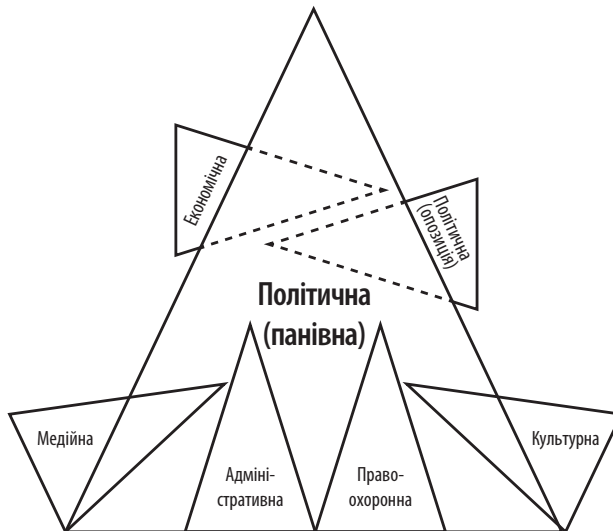 Економічна
Політична
(опозиція)
Політична
(панівна)
Медійна
Адміні-
стративна
Право-
охоронна
Культурна